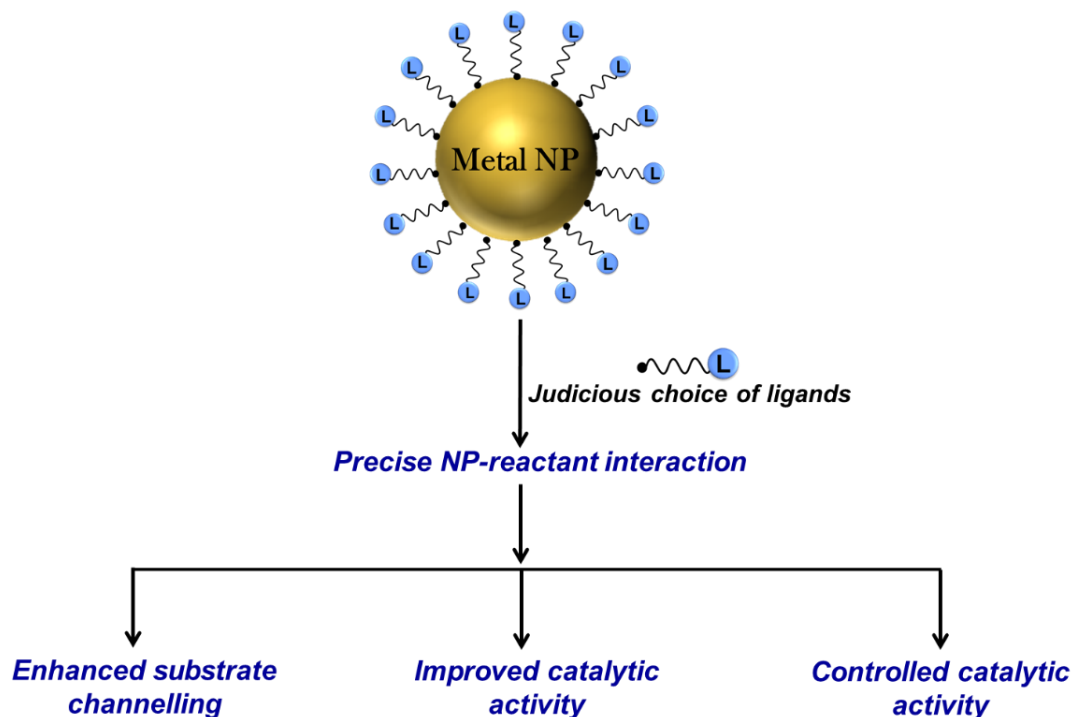 L
L L
L L
L L
Metal NP
L L
L L
L L
L L
L
L
Judicious choice of ligands
Precise NP-reactant interaction
Enhanced substrate
channelling
Improved catalytic
activity
Controlled catalytic
activity